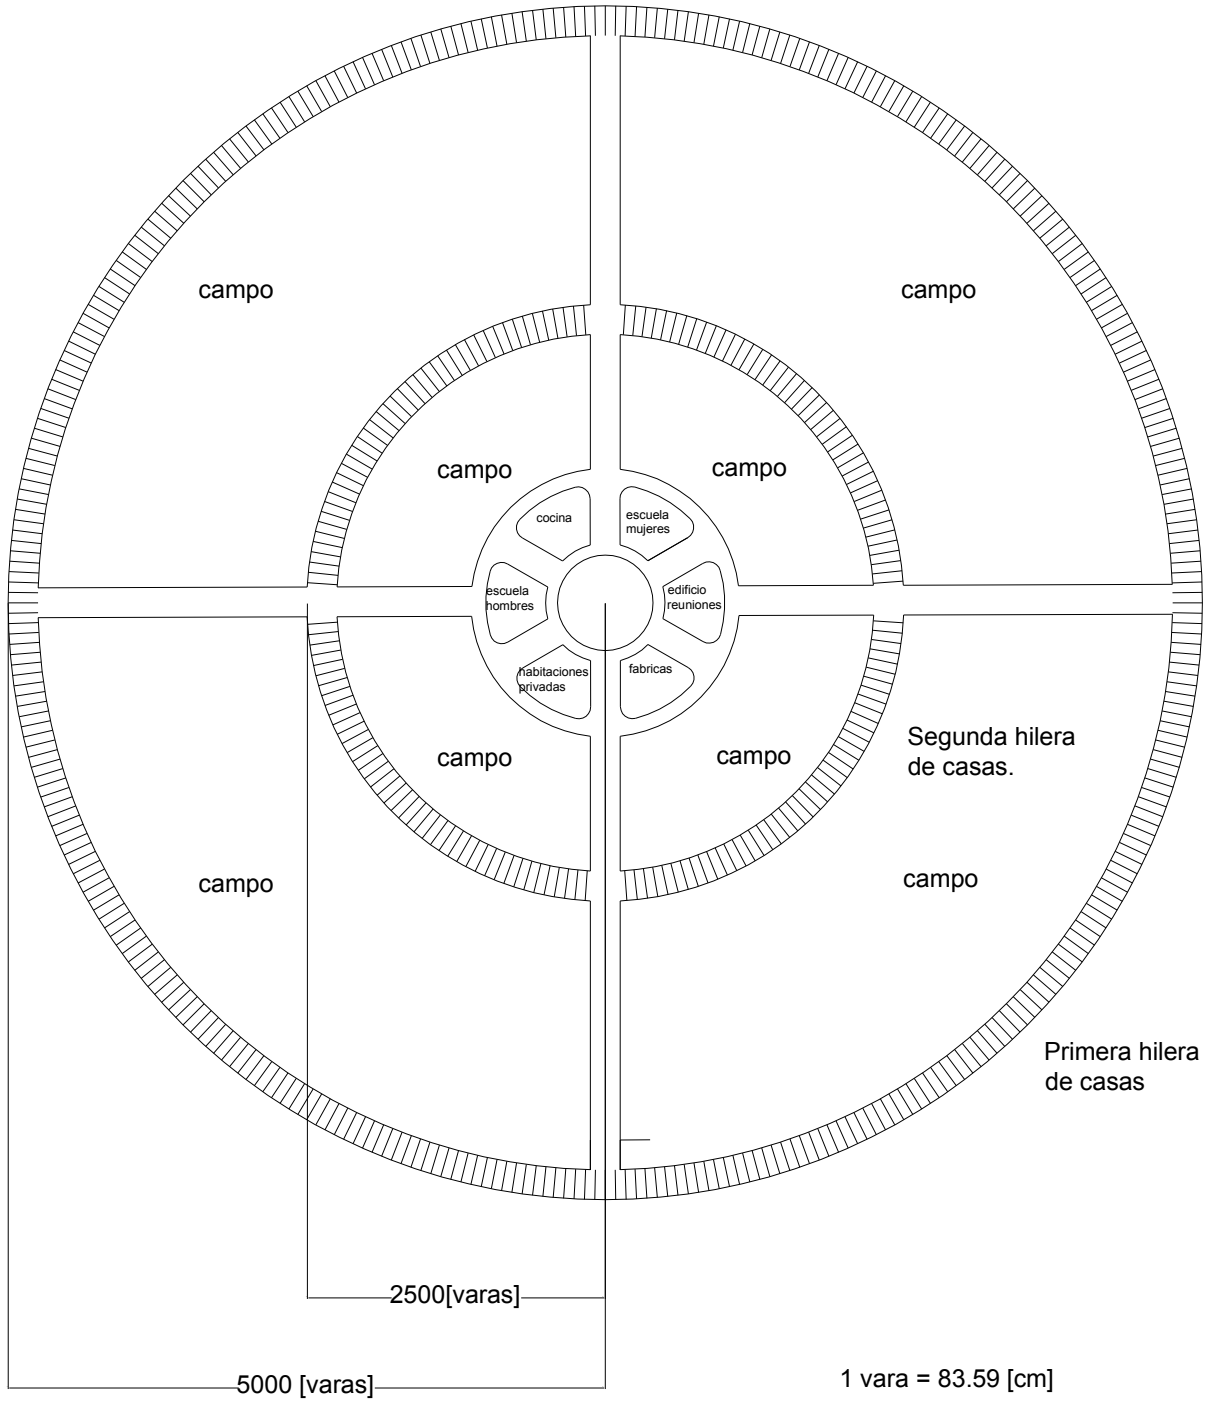 campo
campo
campo
campo
cocina
escuela
mujeres
escuela
hombres
edificio
reuniones
habitaciones
privadas
fabricas
campo
campo
Segunda hilera
de casas.
campo
campo
Primera hilera
de casas
2500[varas]
5000 [varas]
1 vara = 83.59 [cm]